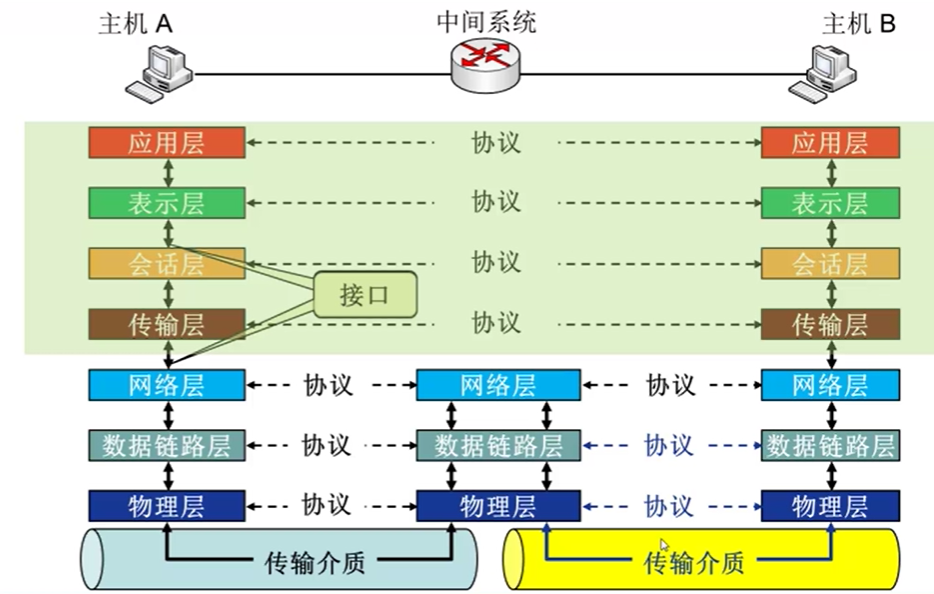 主机 A
中间系统
主机 B
应用层
协议
应用层
表示层
协议
表示层
会话层
协议
会话层
接口
传输层
协议
传输层
网络层
协议
网络层
协议
网络层
数据链路层
协议
数据链路层
协议
数据链路层
物理层
协议
物理层
协议
物理层
传输介质
传输介质